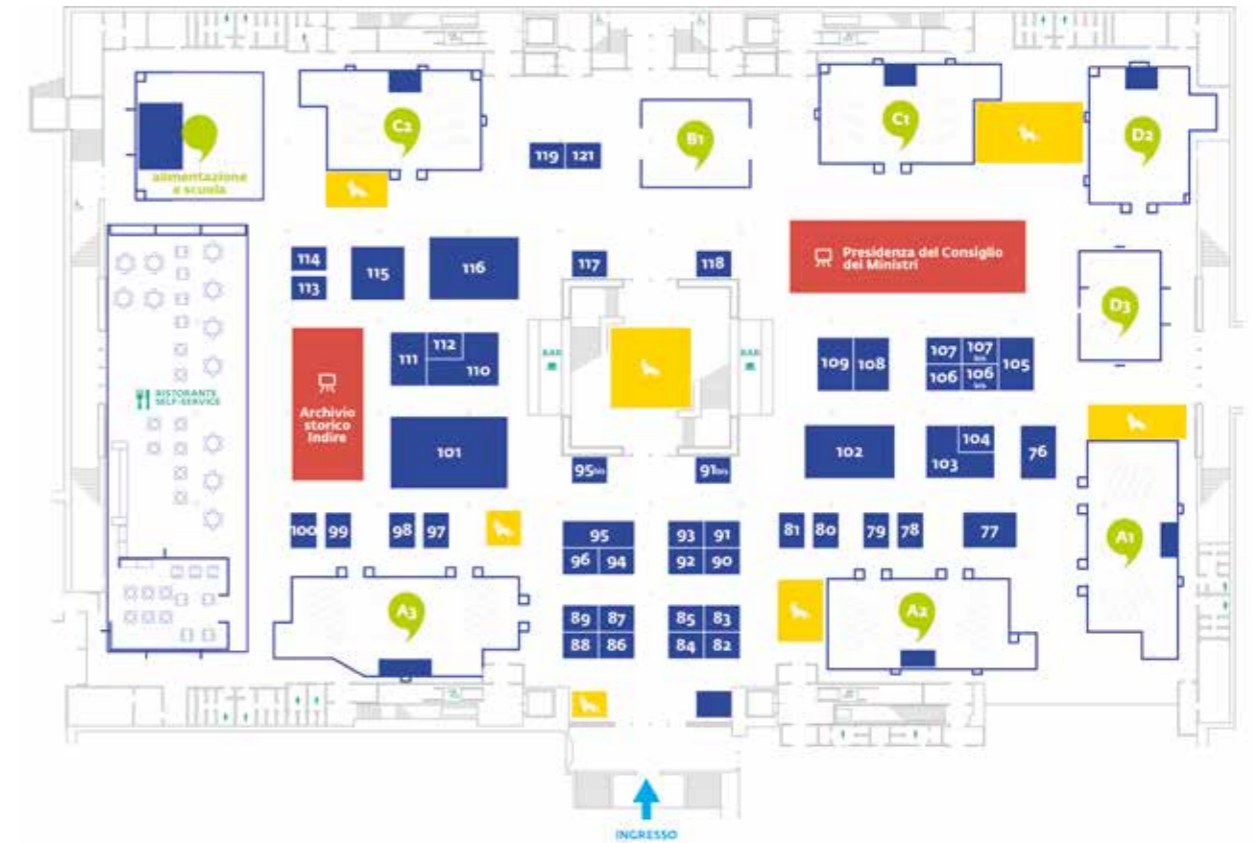 C2
B1
C1
D2
119
121
alimentazione
e scuola
114
113
115
116
117
118
Presidenza del Consiglio
dei Ministri
D3
111
112
110
BAR
BAR
109
108
107
107
bis
106
106
bis
105
RISTORANTE
SELF-SERVICE
Archivio
storico
Indire
101
102
104
103
76
95bis
91bis
100
99
98
97
95
96
94
93
91
92
90
81
80
79
78
77
A1
A3
89
87
88
86
85
83
84
82
A2
INGRESSO